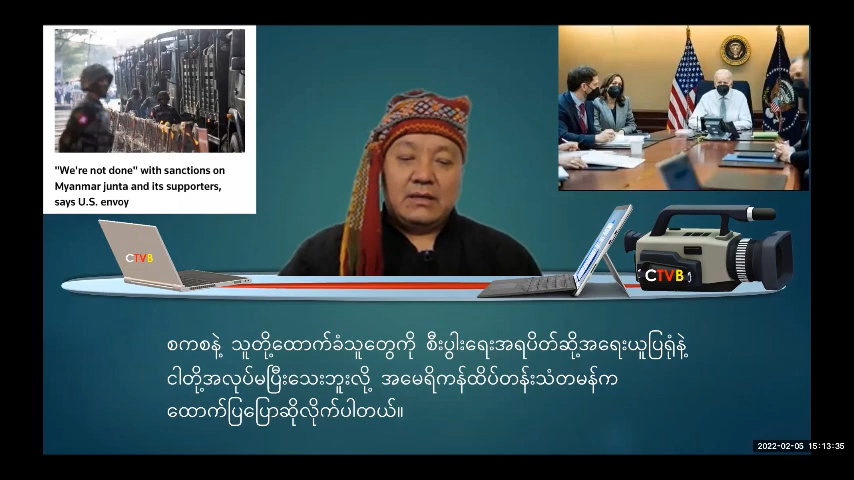 "We're not done" with sanctions on
Myanmar junta and its supporters,
says U.S. envoy
CTVB
CTVB
စကစနဲ့ သူတို့ထောက်ခံသူတွေကို စီးပွါးရေးအရပိတ်ဆို့အရေးယူပြရုံနဲ့
ငါတို့အလုပ်မပြီးသေးဘူးလို့ အမေရိကန်ထိပ်တန်းသံတမန်က
ထောက်ပြပြောဆိုလိုက်ပါတယ်။
2022-02-05 15:13:35